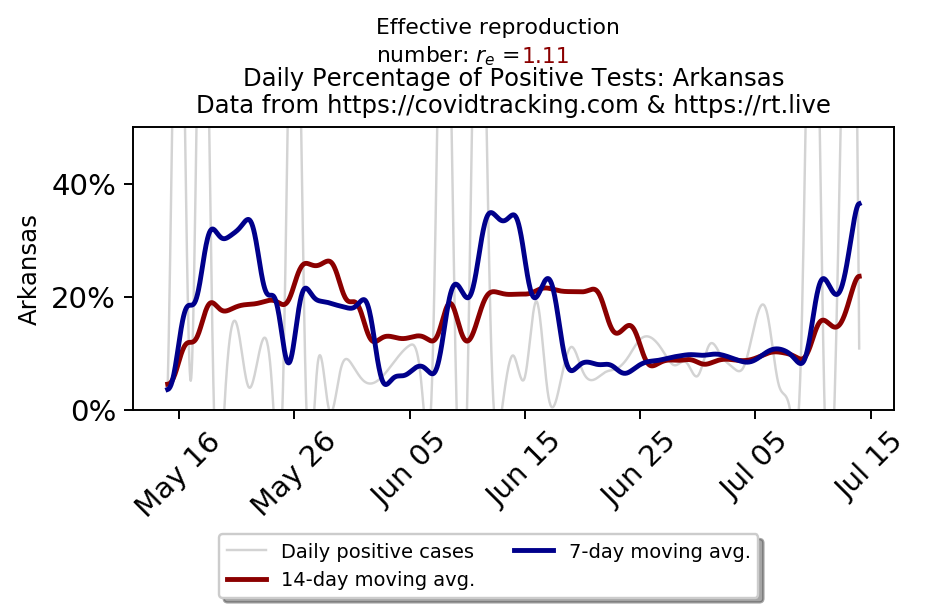 Effective reproduction
number: rₑ =1.11
Daily Percentage of Positive Tests: Arkansas
Data from https://covidtracking.com & https://rt.live
Arkansas
40%
20%
0%
May 16
May 26
Jun 05
Jun 15
Jun 25
Jul 05
Jul 15
Daily positive cases
14-day moving avg.
7-day moving avg.